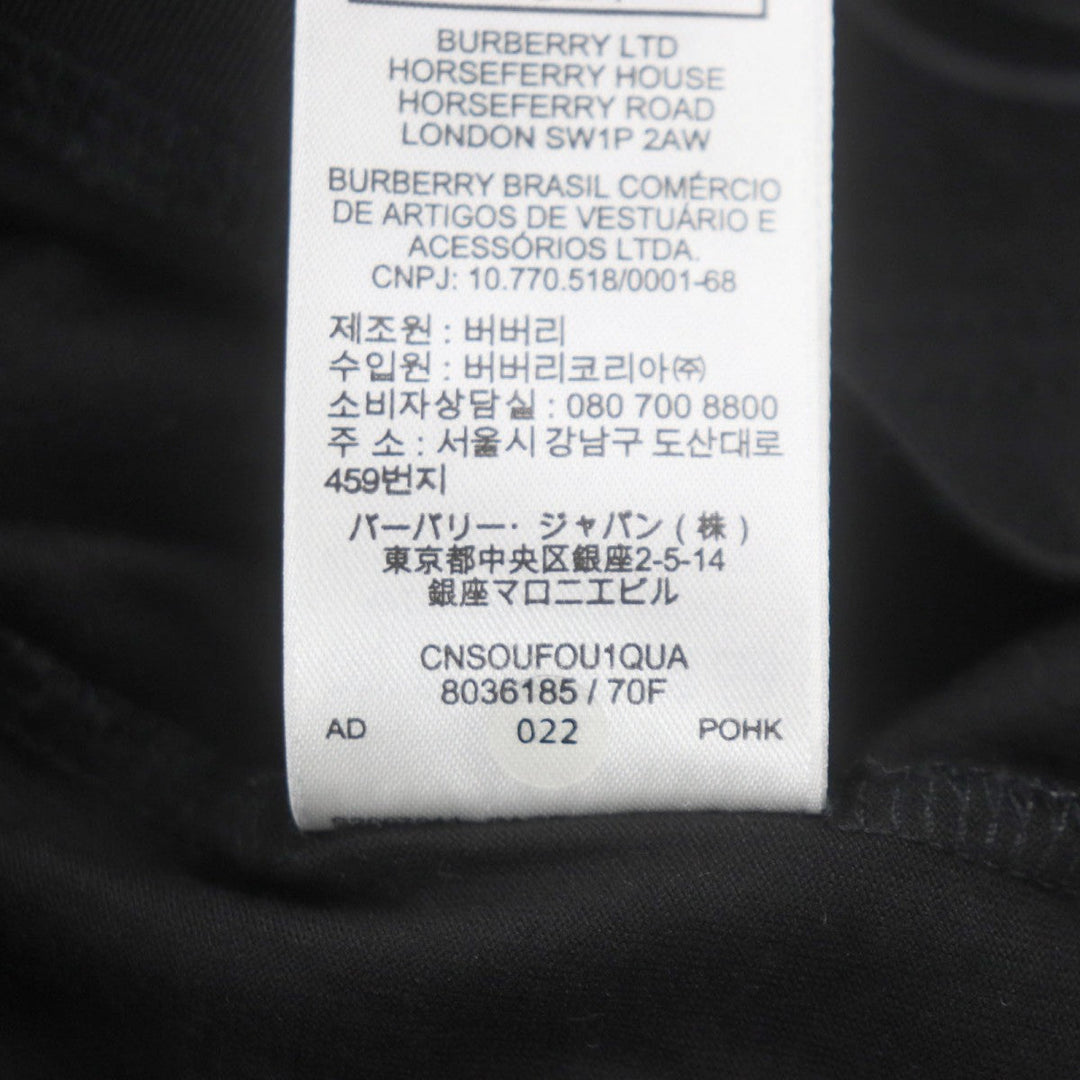 BURBERRY LTD
HORSEFERRY HOUSE
HORSEFERRY ROAD
LONDON SW1P 2AW
BURBERRY BRASIL COMÉRCIO
DE ARTIGOS DE VESTUÁRIO E
ACESSÓRIOS LTDA.
CNPJ: 10.770.518/0001-68
제조원 : 버버리
수입원 : 버버리코리아㈜
소비자상담실 : 080 700 8800
주 소 : 서울시 강남구 도산대로
459번지
バーバリー· ジャパン ( 株 )
東京都中央区銀座2-5-14
銀座マロニエビル
CNSOUFOU1QUA
8036185 / 70F
AD 022 POHK